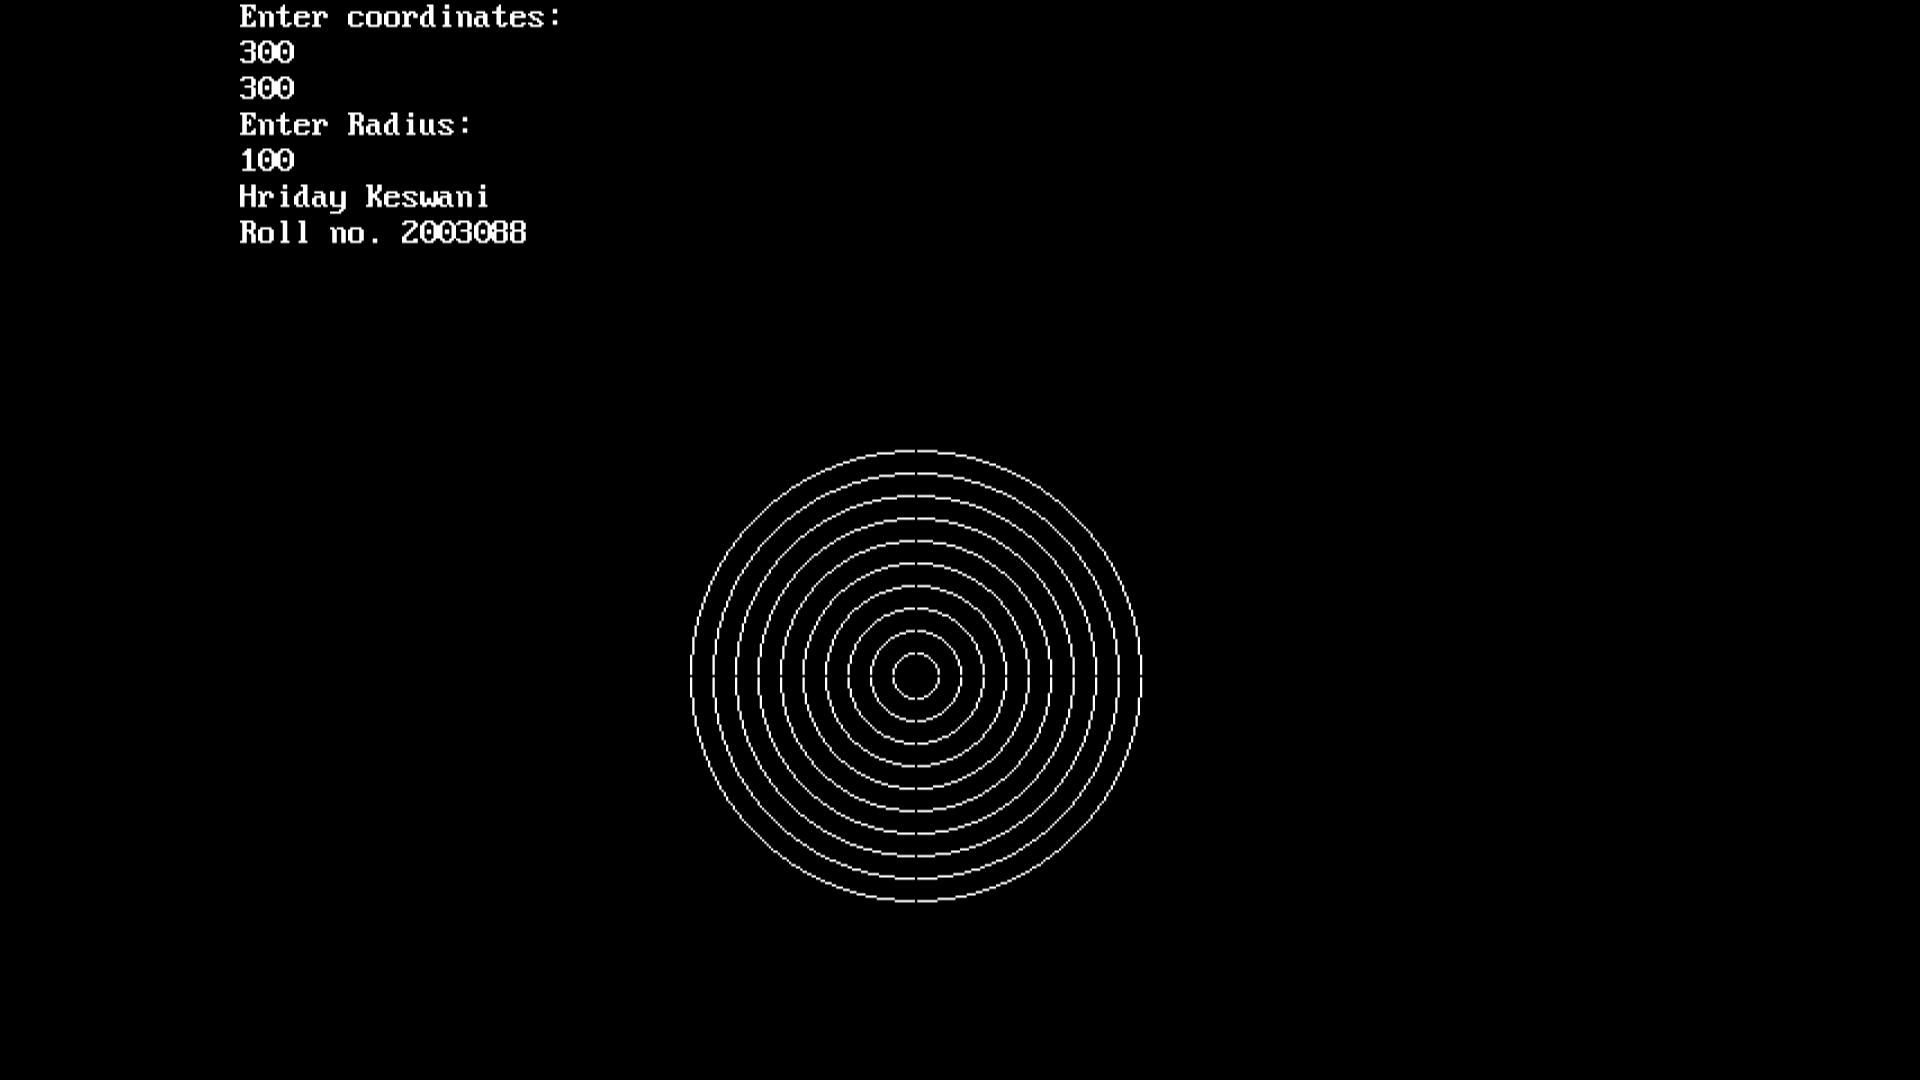 Enter coordinates:
300
300
Enter Radius:
100
Hriday Keswani
Roll no. 2003088